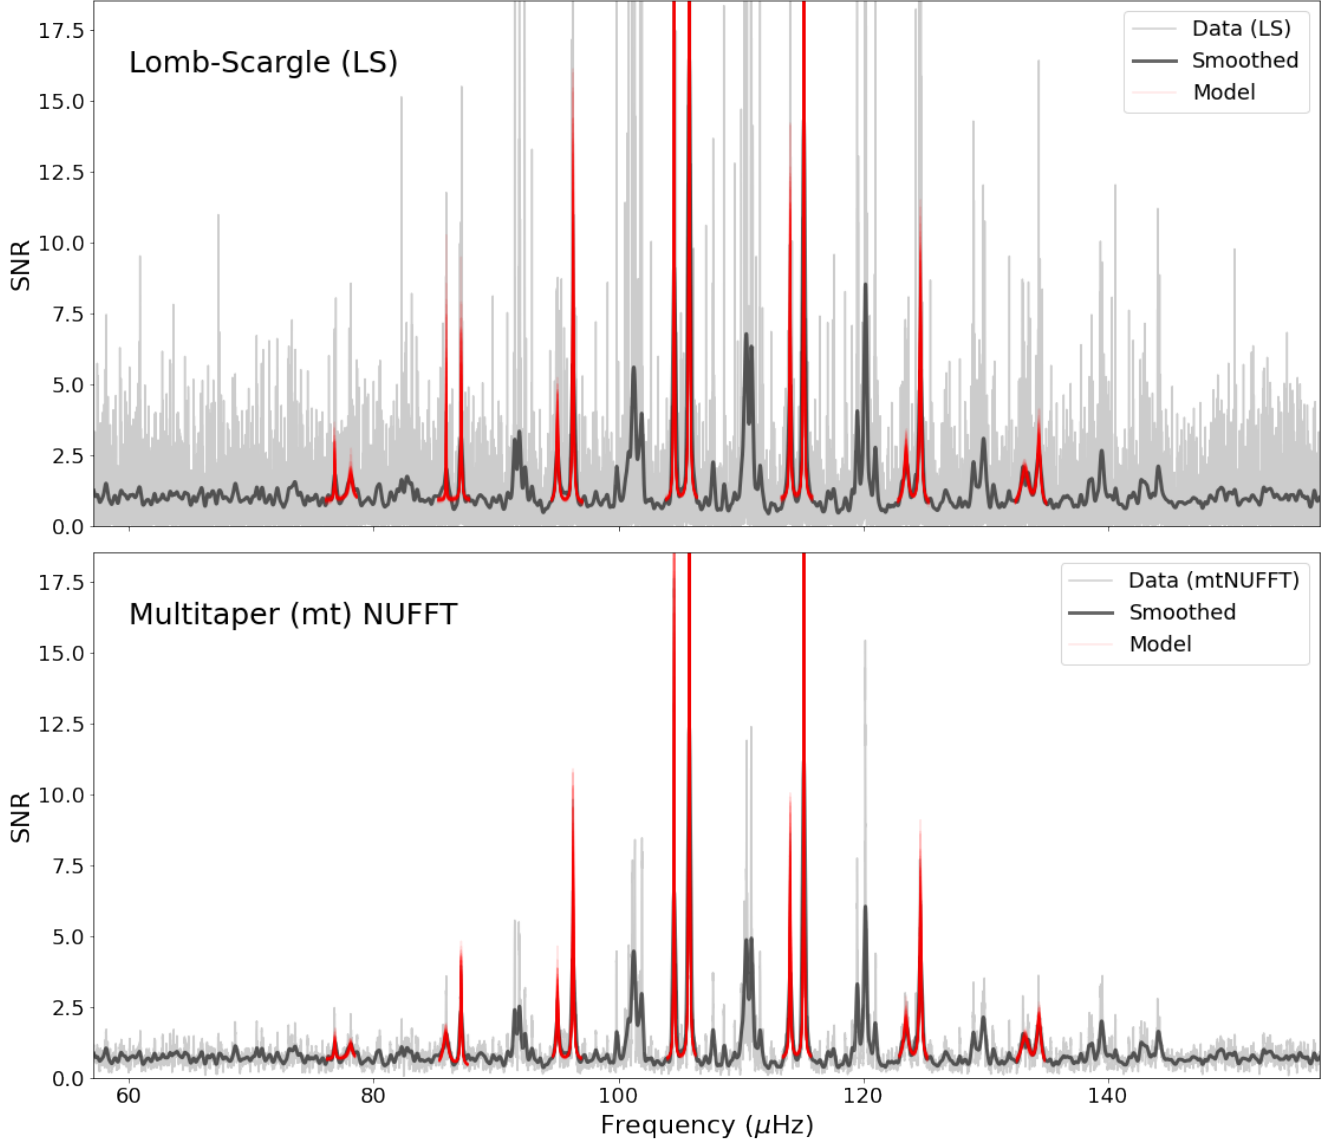 17.5
15.0
12.5
10.0
7.5
5.0
2.5
0.0
SNR
Lomb-Scargle (LS)
Data (LS)
Smoothed
Model
17.5
15.0
12.5
10.0
7.5
5.0
2.5
0.0
SNR
Multitaper (mt) NUFFT
Data (mtNUFFT)
Smoothed
Model
60 80 100 120 140
Frequency (μHz)